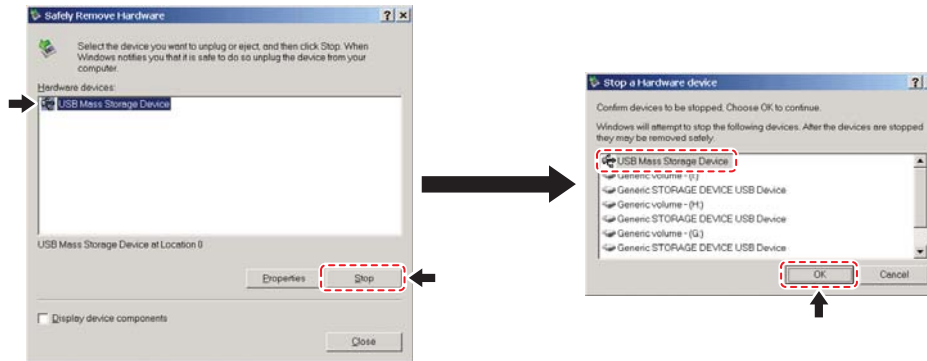 Safely Remove Hardware
Select the device you want to unplug or eject, and then click Stop. When
Windows notifies you that it is safe to do so unplug the device from your
computer.
Hardware devices:
USB Mass Storage Device
USB Mass Storage Device at Location 0
Properties
Stop
Display device components
Close
Stop a Hardware device
Confirm devices to be stopped, Choose OK to continue.
Windows will attempt to stop the following devices. After the devices are stopped
they may be removed safely.
USB Mass Storage Device
Generic volume - (I:)
Generic STORAGE DEVICE USB Device
Generic volume - (H:)
Generic STORAGE DEVICE USB Device
Generic volume - (G:)
Generic STORAGE DEVICE USB Device
OK
Cancel